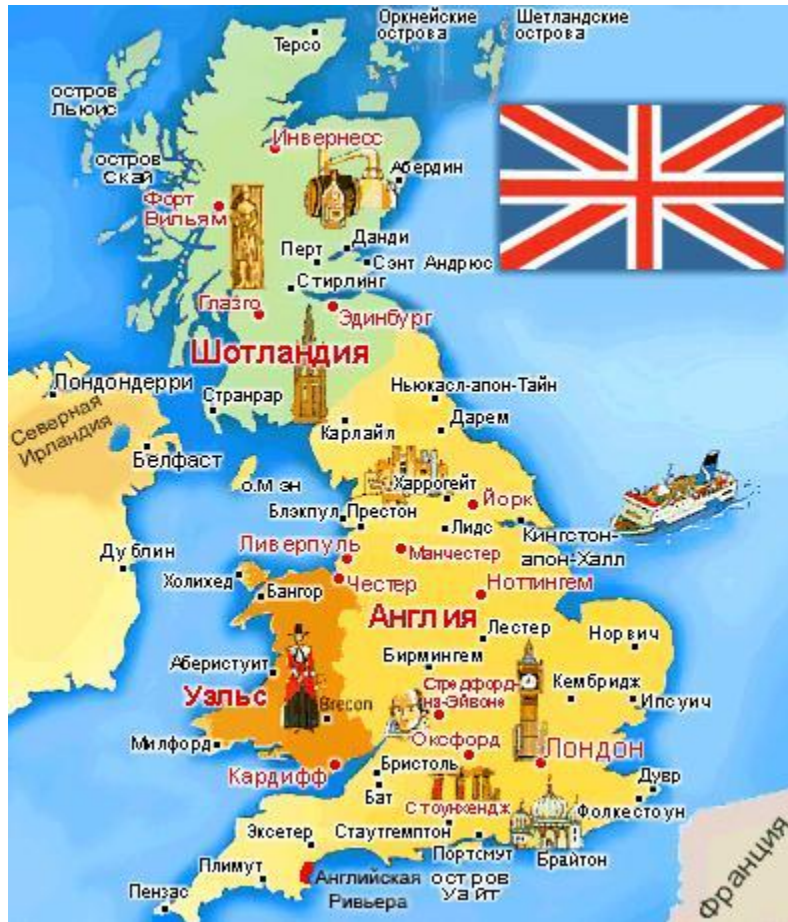 Оркнейские
острова
Шетландские
острова
Терсо
остров
Льюис
Инвернесс
остров
Скай
Абердин
Форт
Вильям
Данди
Перт
Сэнт Андрюс
Стирлинг
Глазго
Эдинбург
Шотландия
Лондондерри
Ньюкасл-апон-Тайн
Странрар
Северная
Ирландия
Дарем
Карлайл
Белфаст
о.Мэн
Харрогейт
Йорк
Блэкпул
Престон
Лидс
Кингстон-
апон-Халл
Дублин
Ливерпуль
Манчестер
Холихед
Честер
Ноттингем
Бангор
Англия
Лестер
Норвич
Аберистуит
Бирмингем
Уэльс
Стредфорд-
на-Эйвоне
Кембридж
Ипсуич
Brecon
Милфорд
Оксфорд
Лондон
Кардифф
Бристоль
Дувр
Бат
Стоунхендж
Фолкестоун
Эксетер
Стаутгемптон
Портсмут
Брайтон
Плимут
Английская
Ривьера
остров
Уайт
Пензас
Франция